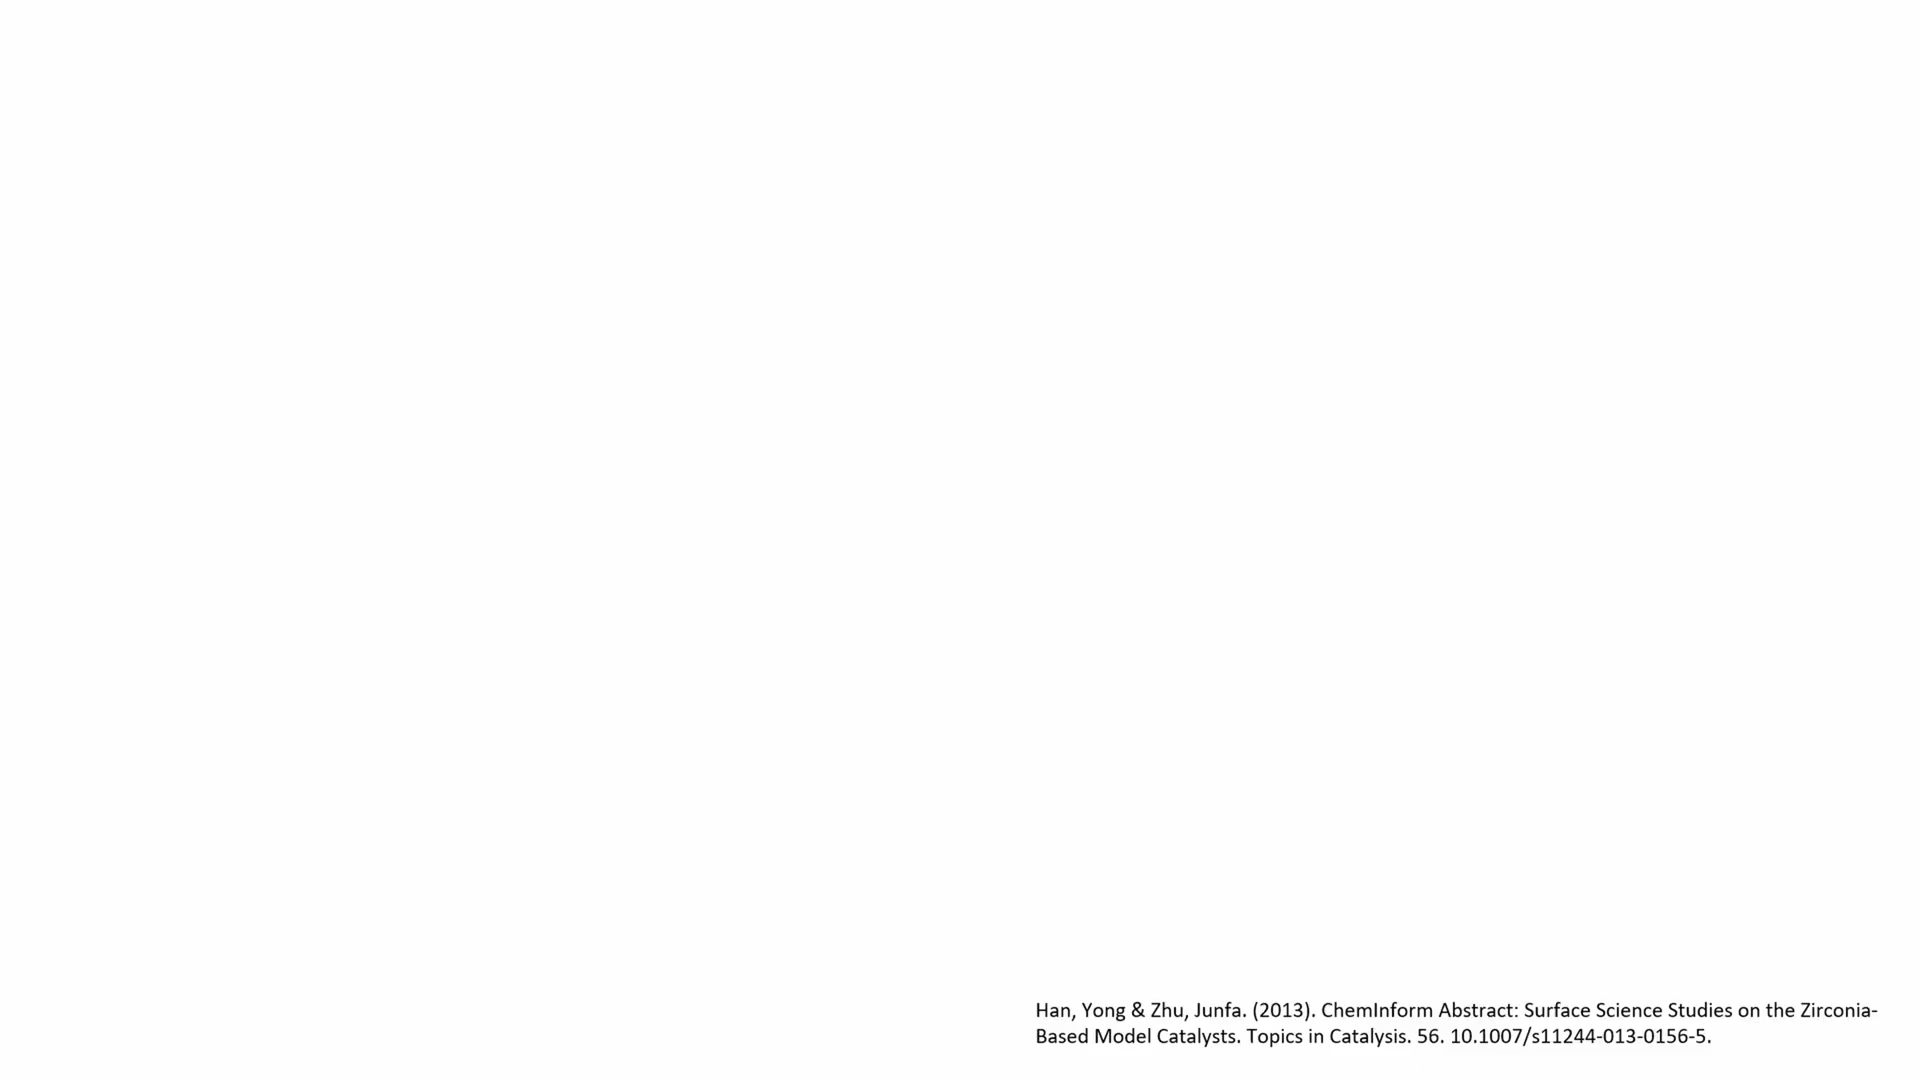 Han, Yong & Zhu, Junfa. (2013). ChemInform Abstract: Surface Science Studies on the Zirconia-
Based Model Catalysts. Topics in Catalysis. 56. 10.1007/s11244-013-0156-5.